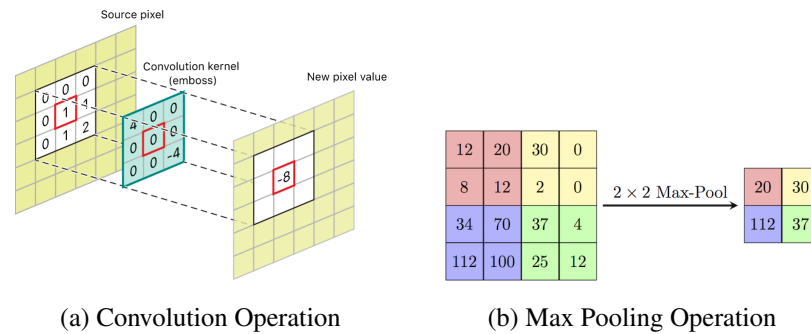 Source pixel
Convolution kernel
(emboss)
New pixel value
0 0 0
0 1 1
0 1 2
4 0 0
0 0 0
0 0 -4
-8
12 20 30 0
8 12 2 0
34 70 37 4
112 100 25 12
2 × 2 Max-Pool
20 30
112 37
(a) Convolution Operation
(b) Max Pooling Operation